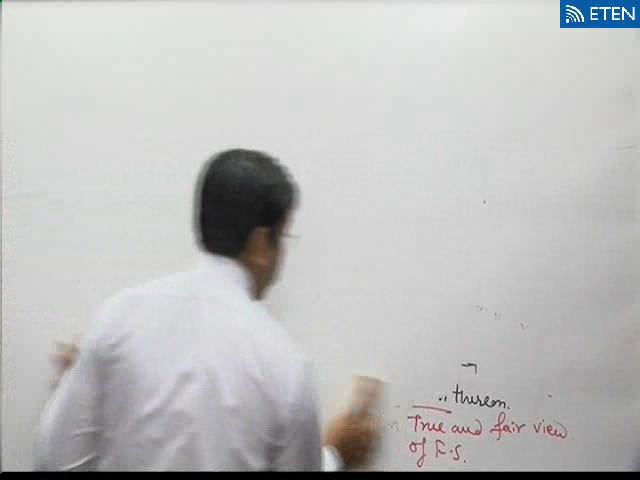 ETEN
thereon.
True and fair view
of F.S.